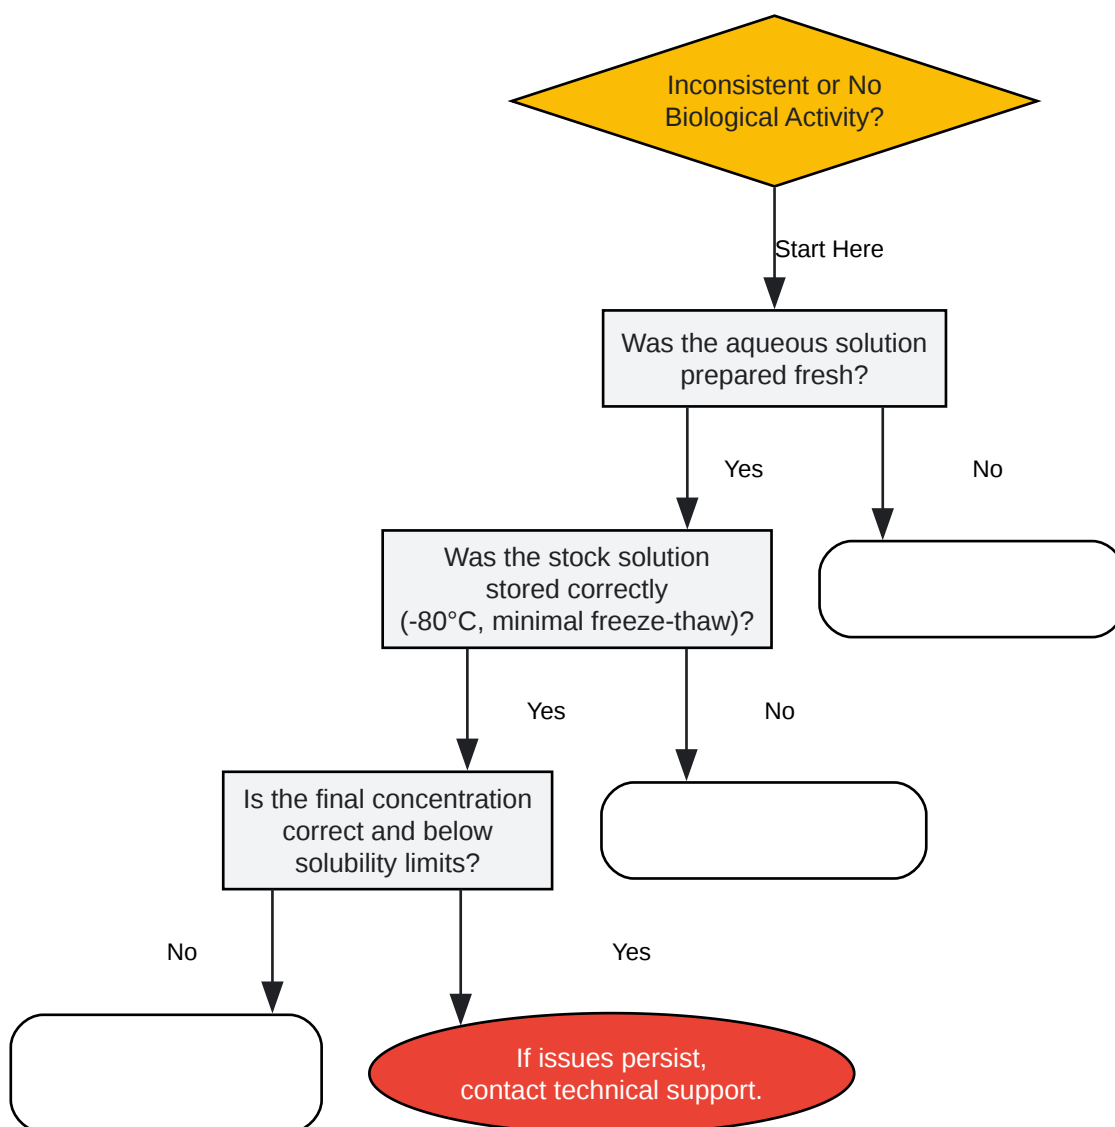 Inconsistent or No
Biological Activity?
Start Here
Was the aqueous solution
prepared fresh?
Yes
No
Was the stock solution
stored correctly
(-80°C, minimal freeze-thaw)?
Yes
No
Is the final concentration
correct and below
solubility limits?
No
Yes
If issues persist,
contact technical support.